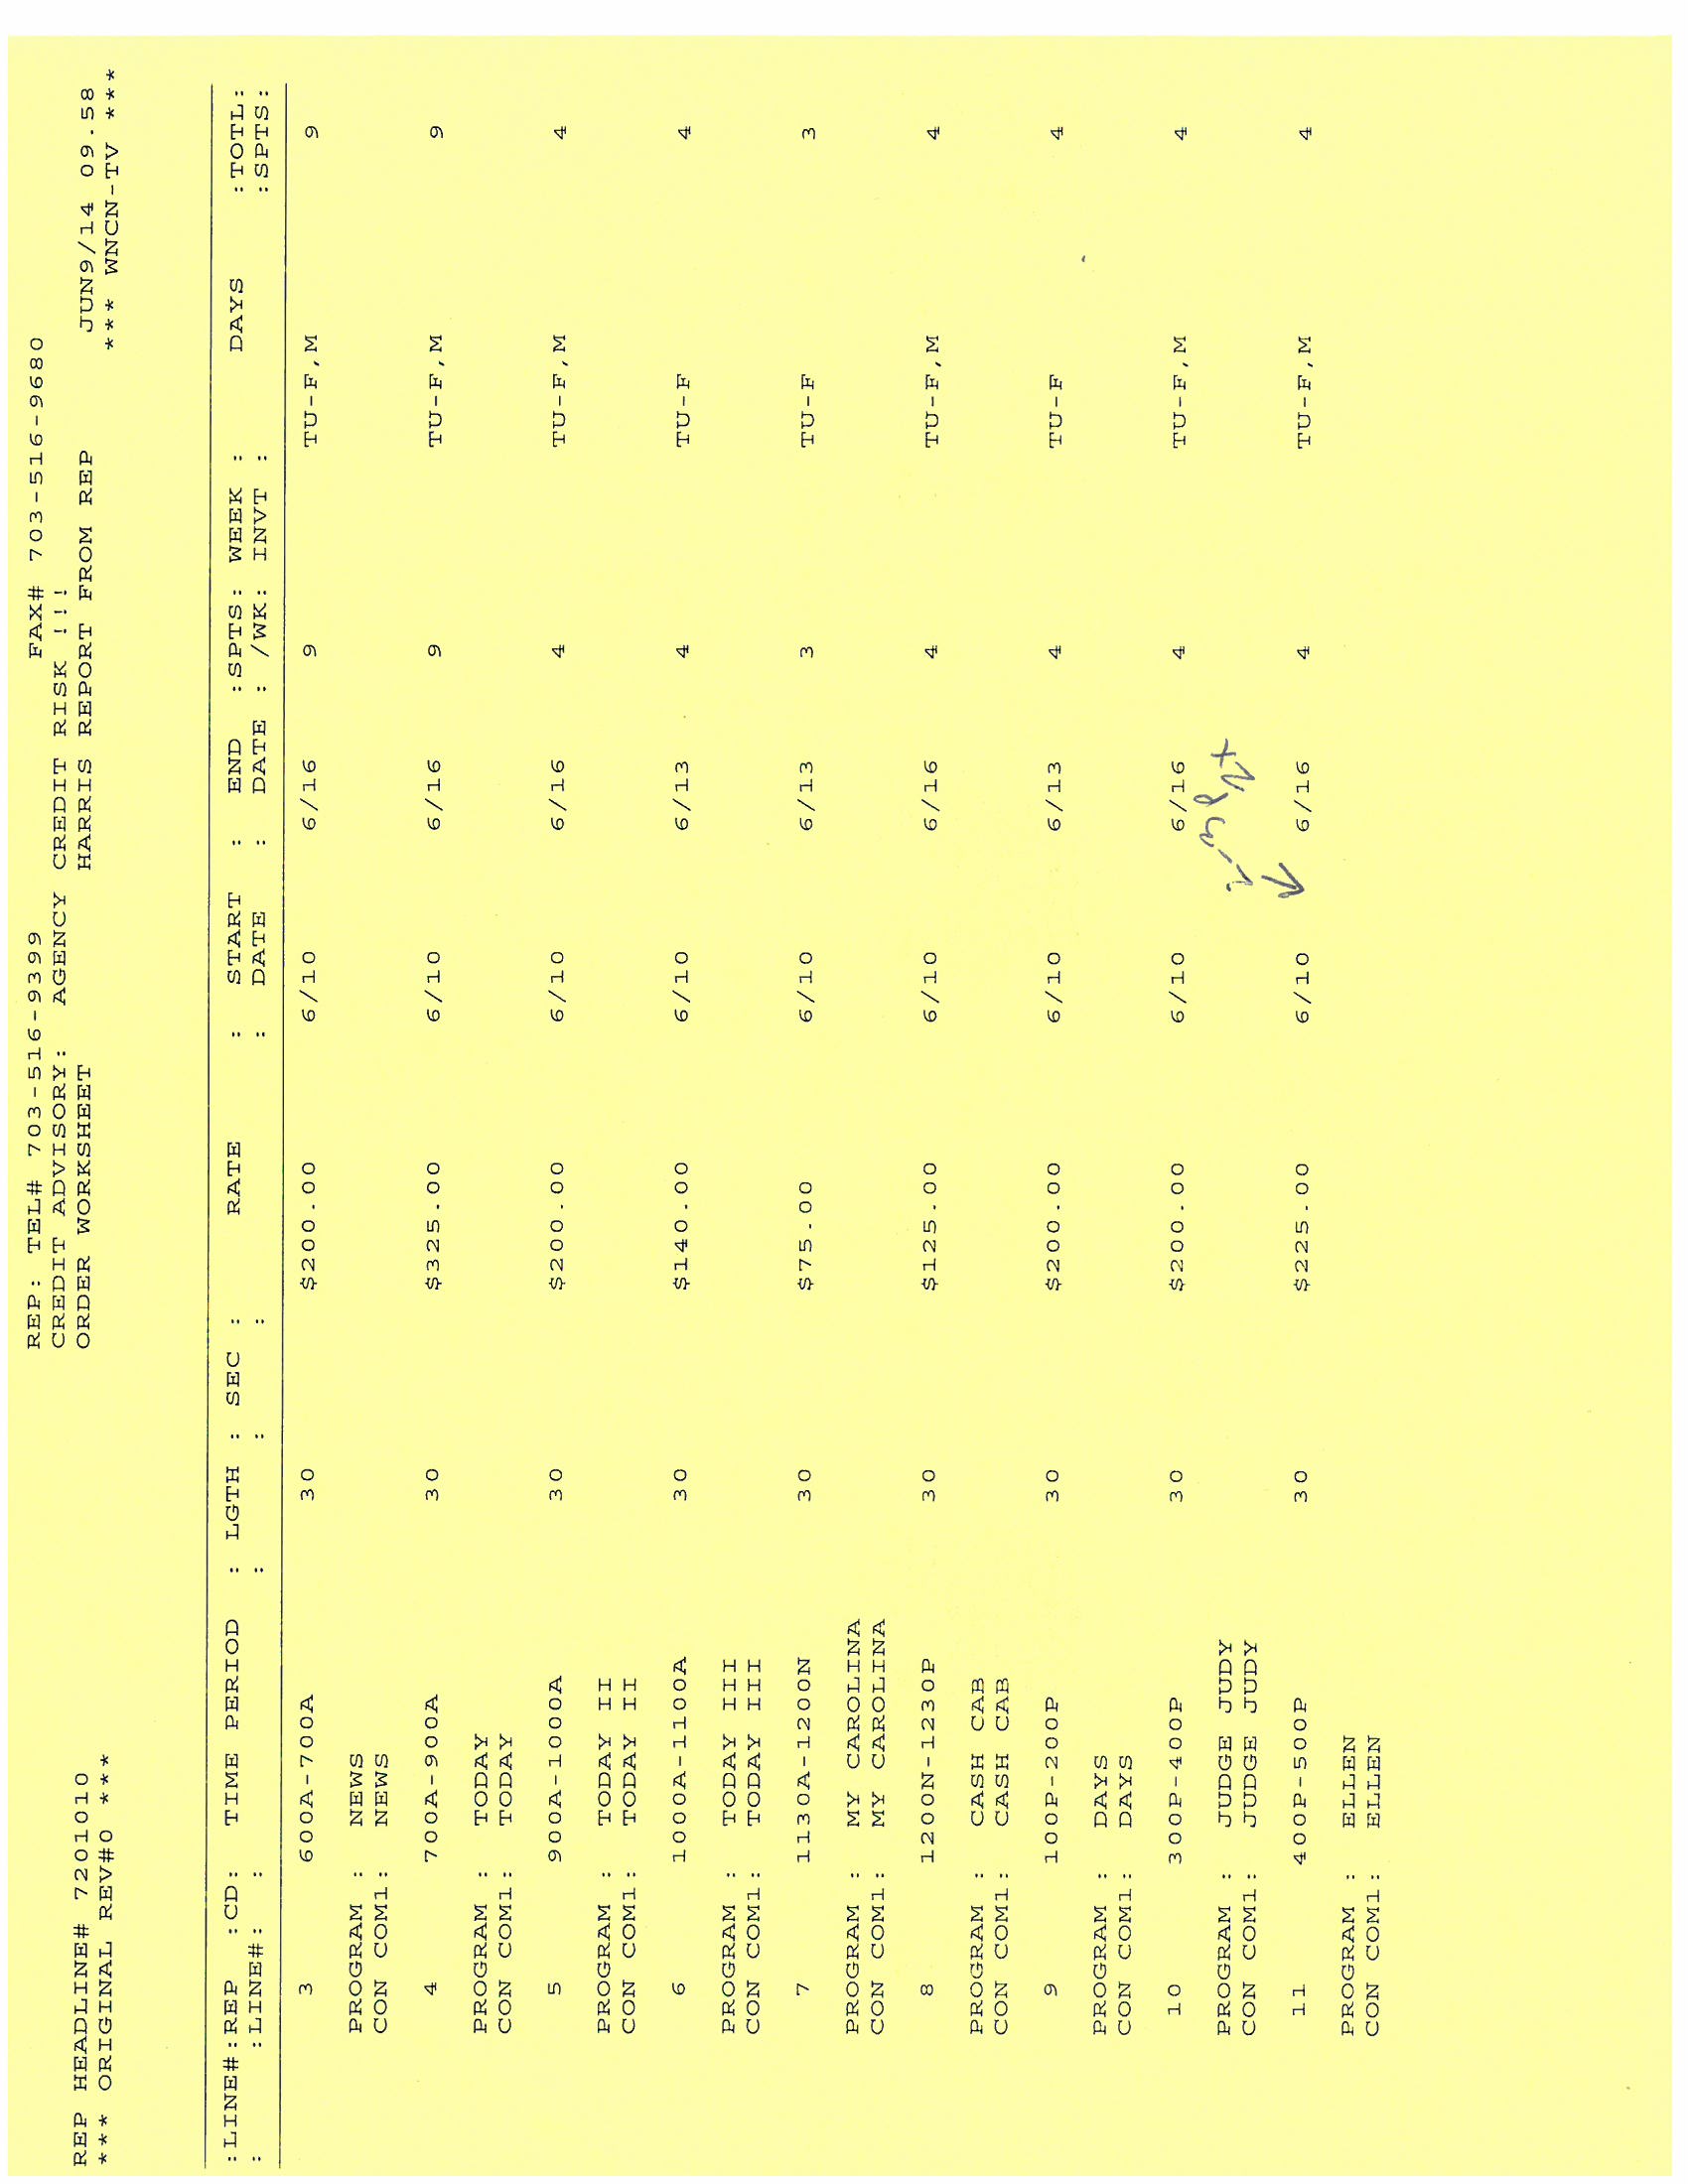 REP: TEL# 703-516-9399 FAX# 703-516-9680
CREDIT ADVISORY: AGENCY CREDIT RISK !!!
REP HEADLINE# 7201010 ORDER WORKSHEET HARRIS REPORT FROM REP JUN9/14 09.58
*** ORIGINAL REV#0 *** *** WNCN-TV ***
:LINE#:REP :CD: TIME PERIOD : LGTH : SEC : RATE : START : END :SPTS: WEEK : DAYS :TOTL:
: :LINE#: : : : : DATE : DATE : /WK: INVT : :SPTS:
3 600A-700A 30 $200.00 6/10 6/16 9 TU-F,M 9
PROGRAM : NEWS
CON COM1: NEWS
4 700A-900A 30 $325.00 6/10 6/16 9 TU-F,M 9
PROGRAM : TODAY
CON COM1: TODAY
5 900A-1000A 30 $200.00 6/10 6/16 4 TU-F,M 4
PROGRAM : TODAY II
CON COM1: TODAY II
6 1000A-1100A 30 $140.00 6/10 6/13 4 TU-F 4
PROGRAM : TODAY III
CON COM1: TODAY III
7 1130A-1200N 30 $75.00 6/10 6/13 3 TU-F 3
PROGRAM : MY CAROLINA
CON COM1: MY CAROLINA
8 1200N-1230P 30 $125.00 6/10 6/16 4 TU-F,M 4
PROGRAM : CASH CAB
CON COM1: CASH CAB
9 100P-200P 30 $200.00 6/10 6/13 4 TU-F 4
PROGRAM : DAYS
CON COM1: DAYS
10 300P-400P 30 $200.00 6/10 6/16 4 TU-F,M 4
PROGRAM : JUDGE JUDY
CON COM1: JUDGE JUDY
11 400P-500P 30 $225.00 6/10 6/16 4 TU-F,M 4
PROGRAM : ELLEN
CON COM1: ELLEN